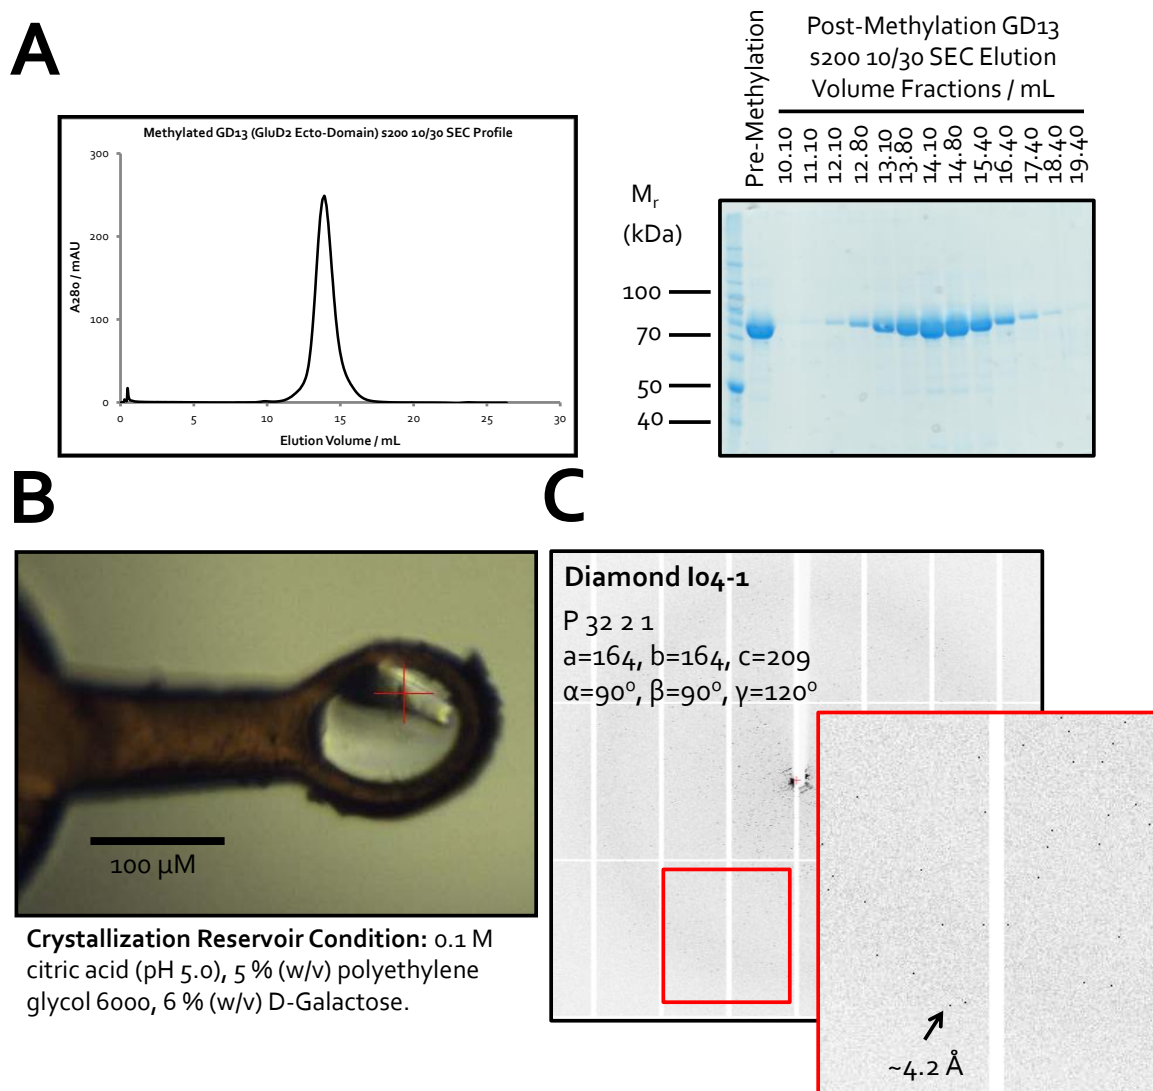 A
Methylated GD13 (GluD2 Ecto-Domain) s200 10/30 SEC Profile
300
200
100
0
A280 / mAU
0 5 10 15 20 25 30
Elution Volume / mL
Post-Methylation GD13
s200 10/30 SEC Elution
Volume Fractions / mL
Pre-Methylation
10.10
11.10
12.10
12.80
13.10
13.80
14.10
14.80
15.40
16.40
17.40
18.40
19.40
Mr
(kDa)
100
70
50
40
B
100 µM
Crystallization Reservoir Condition: 0.1 M
citric acid (pH 5.0), 5 % (w/v) polyethylene
glycol 6000, 6 % (w/v) D-Galactose.
C
Diamond I04-1
P 32 2 1
a=164, b=164, c=209
α=90°, β=90°, γ=120°
~4.2 Å